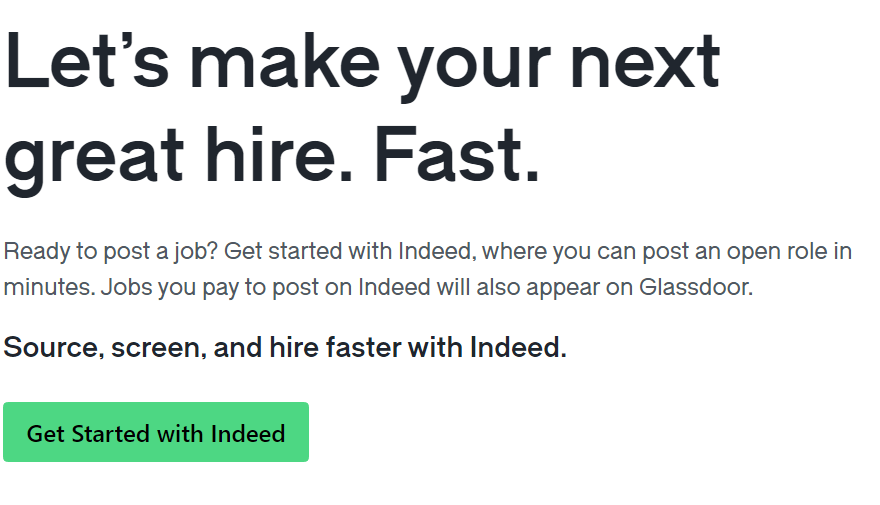 Let’s make your next
great hire. Fast.
Ready to post a job? Get started with Indeed, where you can post an open role in
minutes. Jobs you pay to post on Indeed will also appear on Glassdoor.
Source, screen, and hire faster with Indeed.
Get Started with Indeed